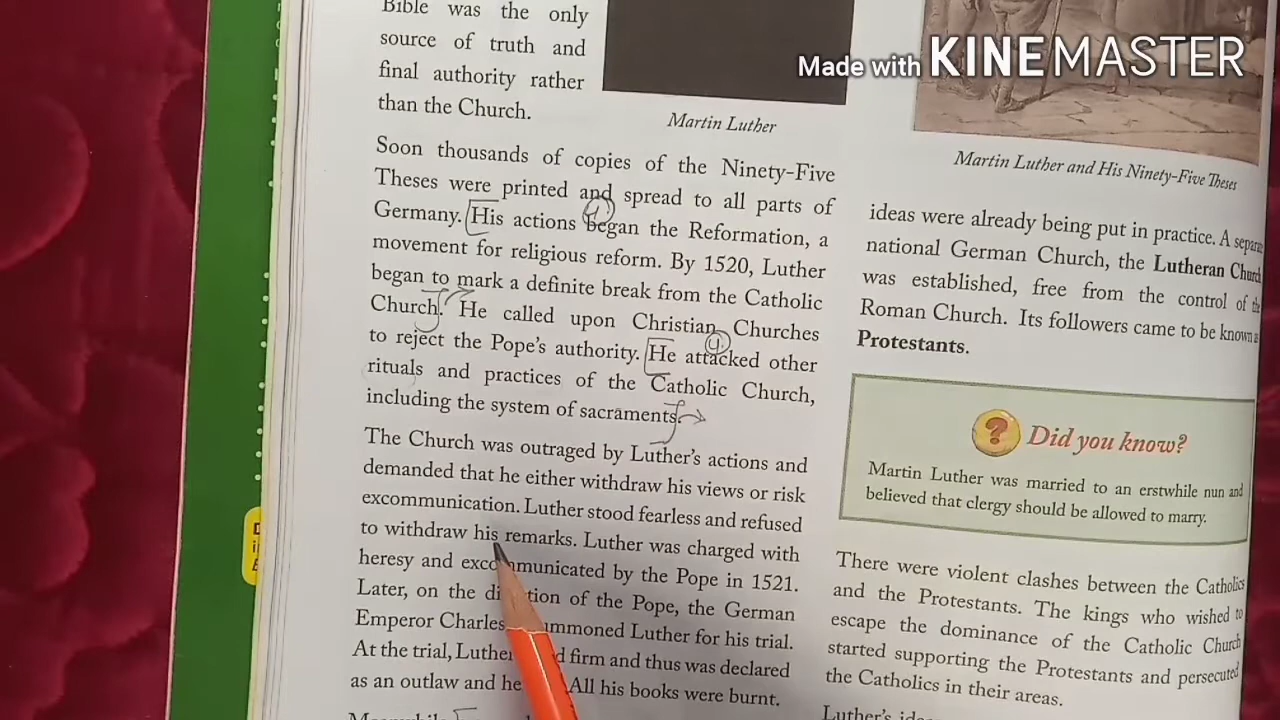 Bible was the only
source of truth and
final authority rather
than the Church.
Martin Luther
Soon thousands of copies of the Ninety-Five
Theses were printed and spread to all parts of
Germany. His actions began the Reformation, a
movement for religious reform. By 1520, Luther
began to mark a definite break from the Catholic
Church. He called upon Christian Churches
to reject the Pope's authority. He attacked other
rituals and practices of the Catholic Church,
including the system of sacraments.
The Church was outraged by Luther's actions and
demanded that he either withdraw his views or risk
excommunication. Luther stood fearless and refused
to withdraw his remarks. Luther was charged with
heresy and excommunicated by the Pope in 1521.
Later, on the of the Pope, the German
Emperor Charles summoned Luther for his trial.
At the trial, Luther firm and thus was declared
as an outlaw and he All his books were burnt.
Made with KINEMASTER
Martin Luther and His Ninety-Five Theses
ideas were already being put in practice. A
national German Church, the Lutheran Church
was established, free from the control of the
Roman Church. Its followers came to be known
Protestants.
Did you know?
Martin Luther was married to an erstwhile nun and
believed that clergy should be allowed to marry.
There were violent clashes between the Catholics
and the Protestants. The kings who wished to
escape the dominance of the Catholic Church
started supporting the Protestants and persecuted
the Catholics in their areas.